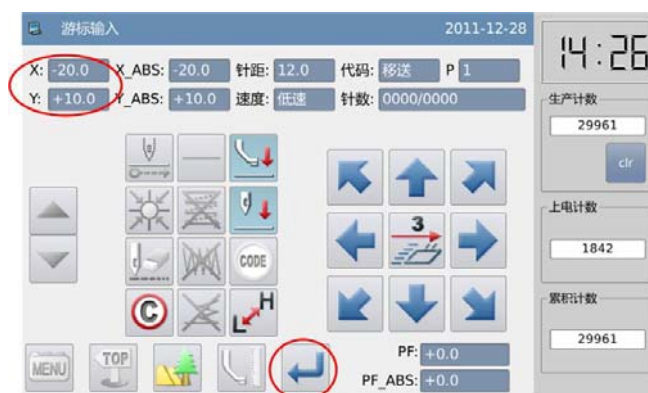 游标输入 2011-12-28
14:26
X: -20.0 X_ABS: -20.0 针距: 12.0 代码: 移送 P 1
Y: +10.0 Y_ABS: +10.0 速度: 低速 针数: 0000/0000
生产计数
29961
clr
上电计数
1842
累积计数
29961
3
CODE
C
L H
MENU
TOP
PF: +0.0
PF_ABS: +0.0